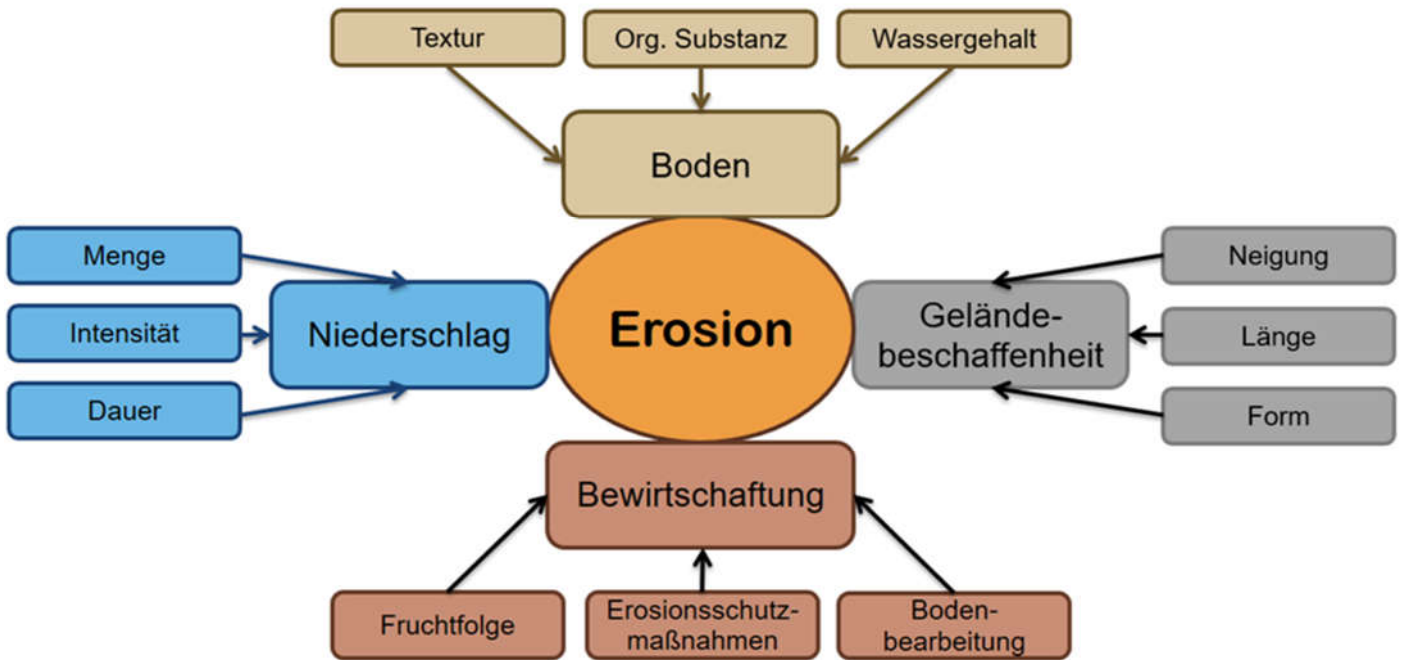 Textur
Org. Substanz
Wassergehalt
Boden
Menge
Intensität
Dauer
Niederschlag
Erosion
Gelände-
beschaffenheit
Neigung
Länge
Form
Bewirtschaftung
Fruchtfolge
Erosionsschutz-
maßnahmen
Boden-
bearbeitung